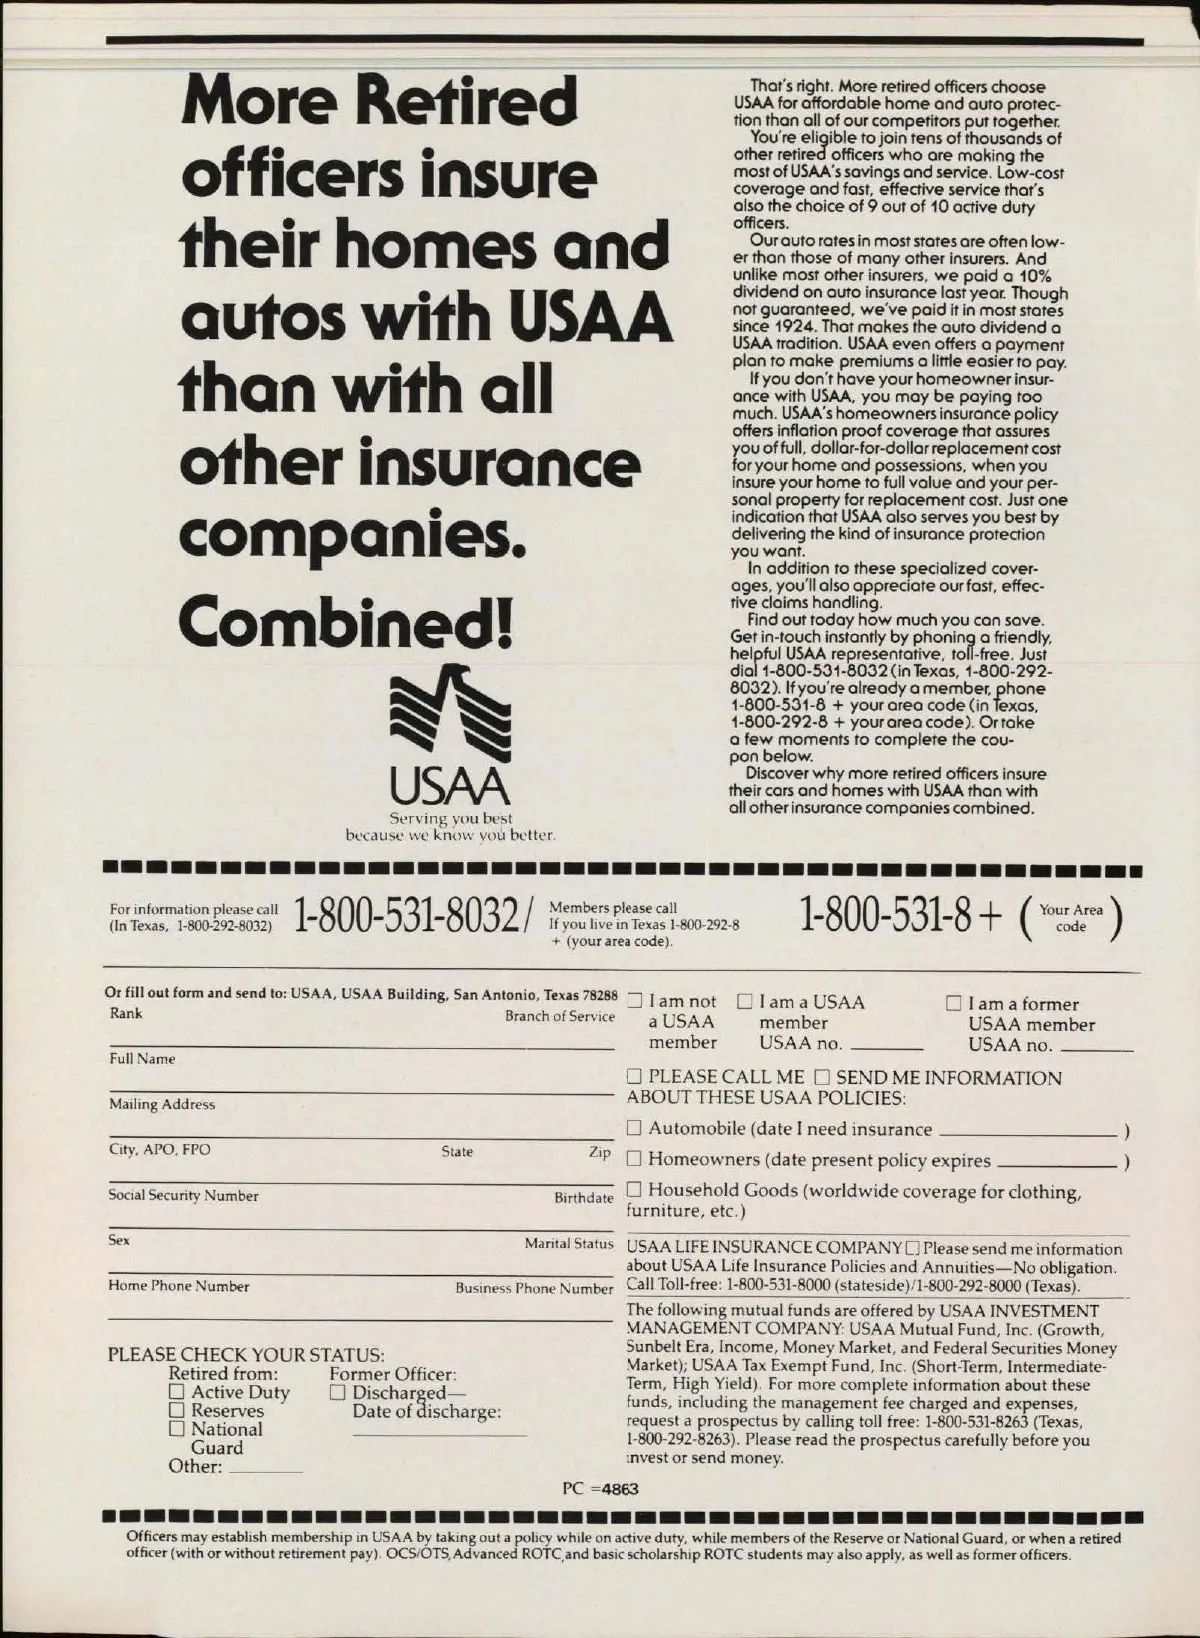 More Retired
officers insure
their homes and
autos with USAA
than with all
other insurance
companies.
Combined!
USAA
Serving you best
because we know you better.
That's right. More retired officers choose
USAA for affordable home and auto protec-
tion than all of our competitors put together.
You're eligible to join tens of thousands of
other retired officers who are making the
most of USAA's savings and service. Low-cost
coverage and fast, effective service that's
also the choice of 9 out of 10 active duty
officers.
Our auto rates in most states are often low-
er than those of many other insurers. And
unlike most other insurers, we paid a 10%
dividend on auto insurance last year. Though
not guaranteed, we've paid it in most states
since 1924. That makes the auto dividend a
USAA tradition. USAA even offers a payment
plan to make premiums a little easier to pay.
If you don't have your homeowner insur-
ance with USAA, you may be paying too
much. USAA's homeowners insurance policy
offers inflation proof coverage that assures
you of full, dollar-for-dollar replacement cost
for your home and possessions, when you
insure your home to full value and your per-
sonal property for replacement cost. Just one
indication that USAA also serves you best by
delivering the kind of insurance protection
you want.
In addition to these specialized cover-
ages, you'll also appreciate our fast, effec-
tive claims handling.
Find out today how much you can save.
Get in-touch instantly by phoning a friendly,
helpful USAA representative, toll-free. Just
dial 1-800-531-8032 (in Texas, 1-800-292-
8032). If you're already a member, phone
1-800-531-8 + your area code (in Texas,
1-800-292-8 + your area code). Or take
a few moments to complete the cou-
pon below.
Discover why more retired officers insure
their cars and homes with USAA than with
all other insurance companies combined.
For information please call
(In Texas, 1-800-292-8032)
1-800-531-8032/
Members please call
If you live in Texas 1-800-292-8
+ (your area code).
1-800-531-8+ (Your Area
code)
Or fill out form and send to: USAA, USAA Building, San Antonio, Texas 78288
Rank Branch of Service
Full Name
Mailing Address
City, APO, FPO State Zip
Social Security Number Birthdate
Sex Marital Status
Home Phone Number Business Phone Number
PLEASE CHECK YOUR STATUS:
Retired from: Former Officer:
☐ Active Duty ☐ Discharged—
☐ Reserves Date of discharge:
☐ National
Guard
Other:
☐ I am not ☐ I am a USAA ☐ I am a former
a USAA member USAA member
member USAA no. USAA no.
☐ PLEASE CALL ME ☐ SEND ME INFORMATION
ABOUT THESE USAA POLICIES:
☐ Automobile (date I need insurance )
☐ Homeowners (date present policy expires )
☐ Household Goods (worldwide coverage for clothing,
furniture, etc.)
USAA LIFE INSURANCE COMPANY ☐ Please send me information
about USAA Life Insurance Policies and Annuities—No obligation.
Call Toll-free: 1-800-531-8000 (stateside)/1-800-292-8000 (Texas).
The following mutual funds are offered by USAA INVESTMENT
MANAGEMENT COMPANY: USAA Mutual Fund, Inc. (Growth,
Sunbelt Era, Income, Money Market, and Federal Securities Money
Market); USAA Tax Exempt Fund, Inc. (Short-Term, Intermediate-
Term, High Yield). For more complete information about these
funds, including the management fee charged and expenses,
request a prospectus by calling toll free: 1-800-531-8263 (Texas,
1-800-292-8263). Please read the prospectus carefully before you
invest or send money.
PC =4863
Officers may establish membership in USAA by taking out a policy while on active duty, while members of the Reserve or National Guard, or when a retired
officer (with or without retirement pay). OCS/OTS, Advanced ROTC, and basic scholarship ROTC students may also apply, as well as former officers.